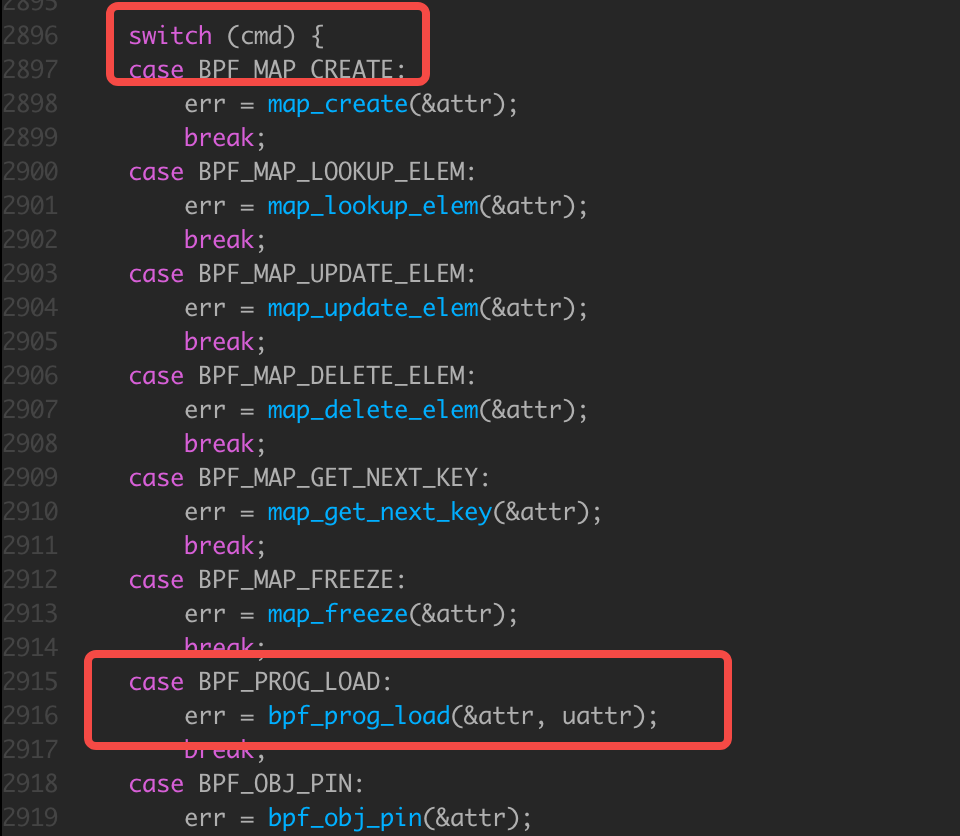 2895
2896 switch (cmd) {
2897 case BPF_MAP_CREATE:
2898 err = map_create(&attr);
2899 break;
2900 case BPF_MAP_LOOKUP_ELEM:
2901 err = map_lookup_elem(&attr);
2902 break;
2903 case BPF_MAP_UPDATE_ELEM:
2904 err = map_update_elem(&attr);
2905 break;
2906 case BPF_MAP_DELETE_ELEM:
2907 err = map_delete_elem(&attr);
2908 break;
2909 case BPF_MAP_GET_NEXT_KEY:
2910 err = map_get_next_key(&attr);
2911 break;
2912 case BPF_MAP_FREEZE:
2913 err = map_freeze(&attr);
2914 break;
2915 case BPF_PROG_LOAD:
2916 err = bpf_prog_load(&attr, uattr);
2917 break;
2918 case BPF_OBJ_PIN:
2919 err = bpf_obj_pin(&attr);